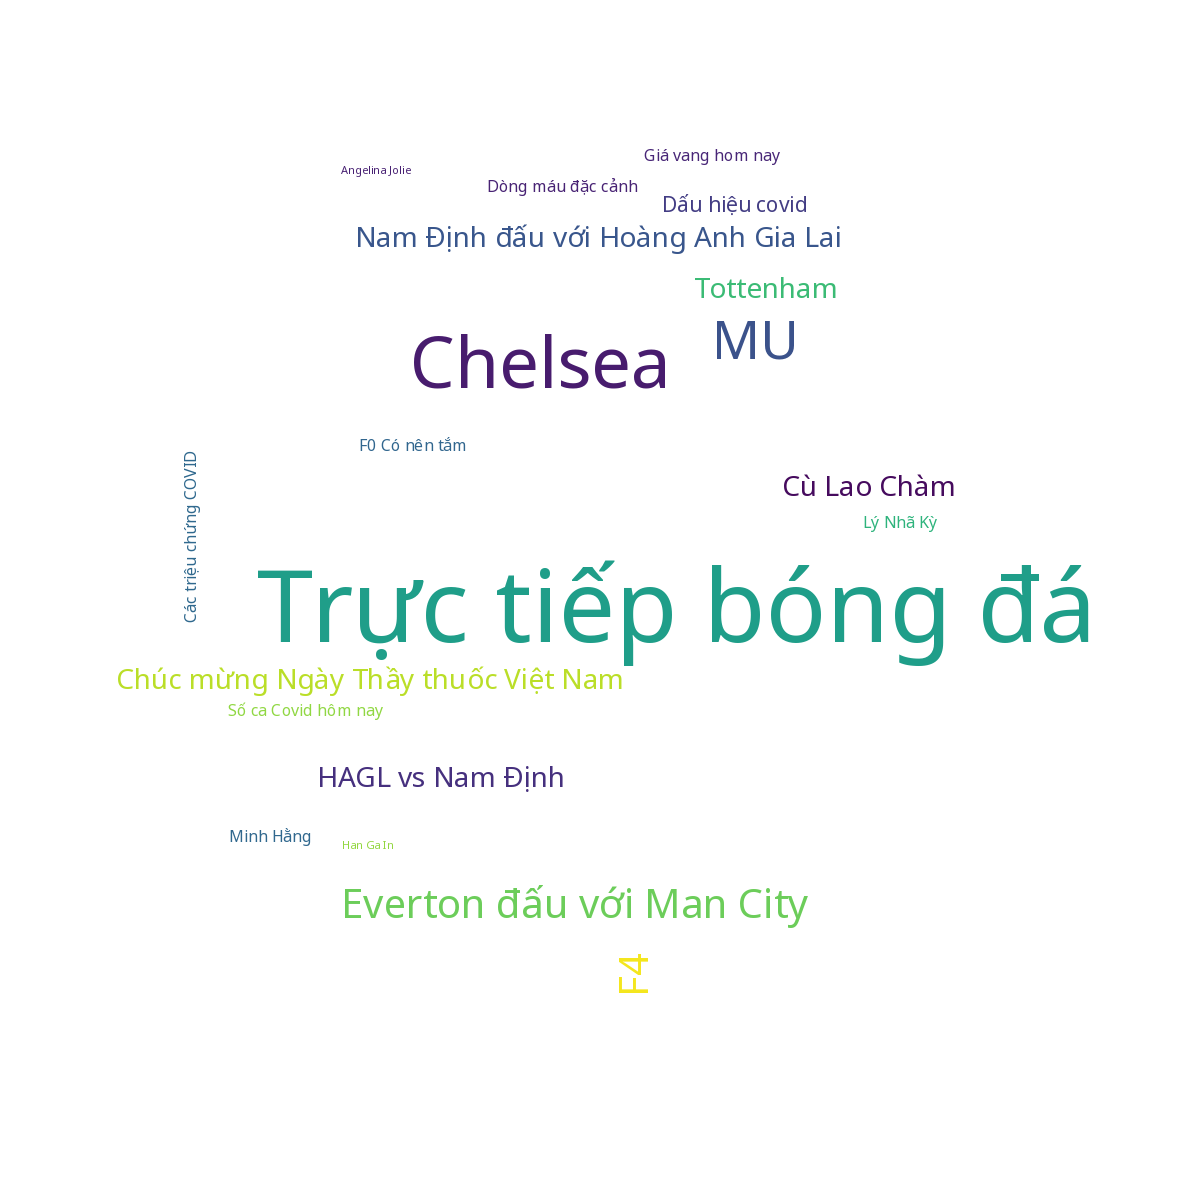 Giá vang hom nay
Angelina Jolie
Dòng máu đặc cảnh
Dấu hiệu covid
Nam Định đấu với Hoàng Anh Gia Lai
Tottenham
MU
Chelsea
F0 Có nên tắm
Các triệu chứng COVID
Cù Lao Chàm
Lý Nhã Kỳ
Trực tiếp bóng đá
Chúc mừng Ngày Thầy thuốc Việt Nam
Số ca Covid hôm nay
HAGL vs Nam Định
Minh Hằng
Han Ga In
Everton đấu với Man City
F4